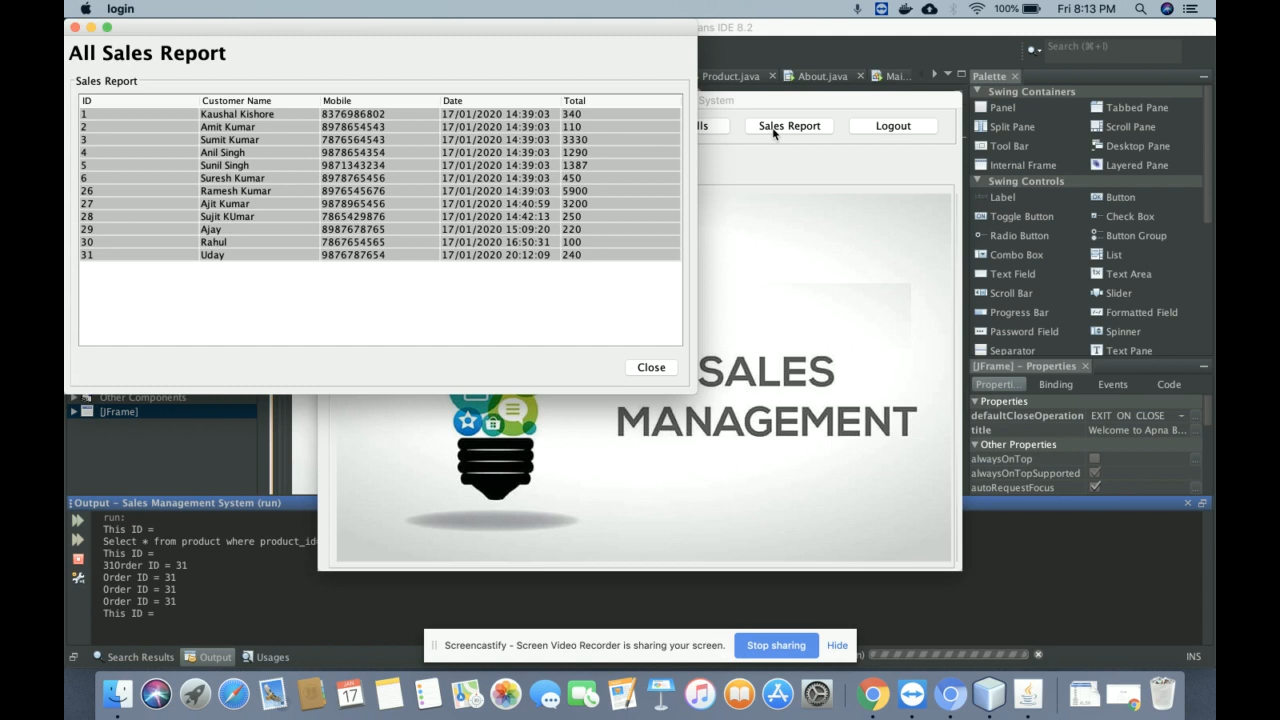 login 100% Fri 8:13 PM
ans IDE 8.2
All Sales Report
Sales Report
ID Customer Name Mobile Date Total
1 Kaushal Kishore 8376986802 17/01/2020 14:39:03 340
2 Amit Kumar 8978654543 17/01/2020 14:39:03 110
3 Sumit Kumar 7876564543 17/01/2020 14:39:03 3330
4 Anil Singh 9878654354 17/01/2020 14:39:03 1290
5 Sunil Singh 9871343234 17/01/2020 14:39:03 1387
6 Suresh Kumar 8978765456 17/01/2020 14:39:03 450
26 Ramesh Kumar 8976545676 17/01/2020 14:39:03 5900
27 Ajit Kumar 9878965456 17/01/2020 14:40:59 3200
28 Sujit KUmar 7865429876 17/01/2020 14:42:13 250
29 Ajay 8987678765 17/01/2020 15:09:20 220
30 Rahul 7867654565 17/01/2020 16:50:31 100
31 Uday 9876787654 17/01/2020 20:12:09 240
Close
Search (⌘+I)
Product.java × About.java × Mai...
System
lls Sales Report Logout
SALES
MANAGEMENT
Palette ×
Swing Containers
Panel Tabbed Pane
Split Pane Scroll Pane
Tool Bar Desktop Pane
Internal Frame Layered Pane
Swing Controls
Label Button
Toggle Button Check Box
Radio Button Button Group
Combo Box List
Text Field Text Area
Scroll Bar Slider
Progress Bar Formatted Field
Password Field Spinner
Separator Text Pane
[JFrame] - Properties ×
Properti... Binding Events Code
Properties
defaultCloseOperation EXIT_ON_CLOSE
title Welcome to Apna B...
Other Properties
alwaysOnTop
alwaysOnTopSupported
autoRequestFocus
Other Components
[JFrame]
Output - Sales Management System (run)
run:
This ID =
Select * from product where product_id
This ID =
31Order ID = 31
Order ID = 31
Order ID = 31
Order ID = 31
This ID =
Screencastify - Screen Video Recorder is sharing your screen. Stop sharing Hide
Search Results Output Usages INS
JAN
17